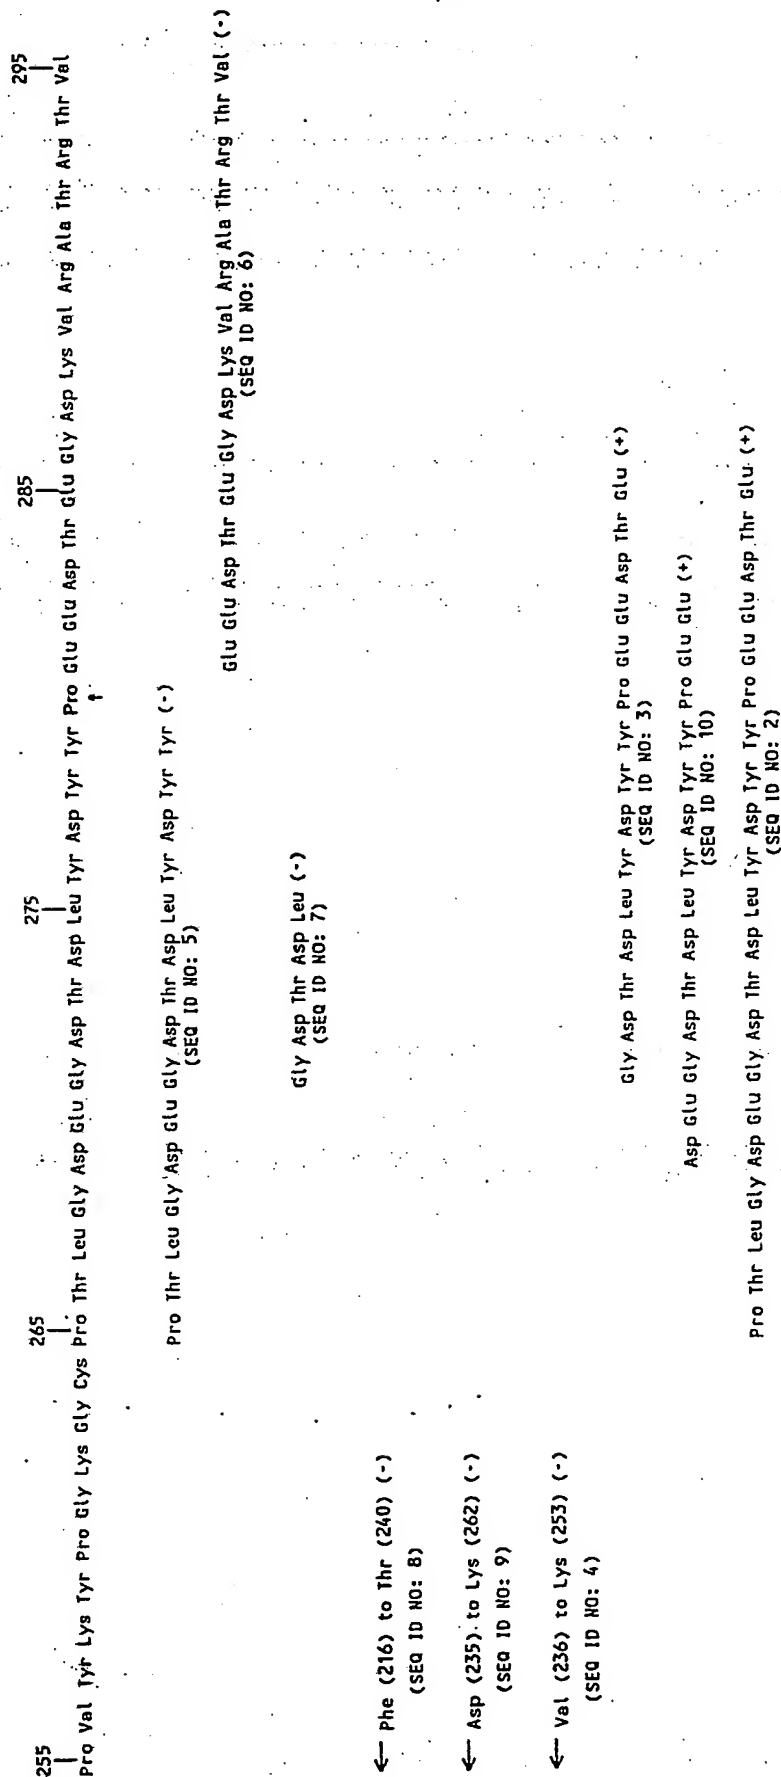 255 265 275 285 295
Pro Val Tyr Lys Tyr Pro Gly Lys Gly Cys Pro Thr Leu Gly Asp Glu Gly Asp Thr Asp Leu Tyr Asp Tyr Tyr Pro Glu Glu Asp Thr Glu Gly Asp Lys Val Arg Ala Thr Arg Thr Val
↑
Pro Thr Leu Gly Asp Glu Gly Asp Thr Asp Leu Tyr Asp Tyr Tyr (-)
(SEQ ID NO: 5)
Glu Glu Asp Thr Glu Gly Asp Lys Val Arg Ala Thr Arg Thr Val (-)
(SEQ ID NO: 6)
Gly Asp Thr Asp Leu (-)
(SEQ ID NO: 7)
← Phe (216) to Thr (240) (-)
(SEQ ID NO: 8)
← Asp (235) to Lys (262) (-)
(SEQ ID NO: 9)
← Val (236) to Lys (253) (-)
(SEQ ID NO: 4)
Gly Asp Thr Asp Leu Tyr Asp Tyr Tyr Pro Glu Glu Asp Thr Glu (+)
(SEQ ID NO: 3)
Asp Glu Gly Asp Thr Asp Leu Tyr Asp Tyr Tyr Pro Glu Glu (+)
(SEQ ID NO: 10)
Pro Thr Leu Gly Asp Glu Gly Asp Thr Asp Leu Tyr Asp Tyr Tyr Pro Glu Glu Asp Thr Glu (+)
(SEQ ID NO: 2)